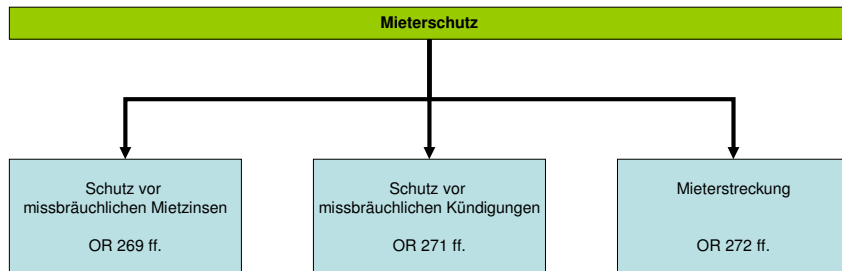 Mieterschutz
Schutz vor
missbräuchlichen Mietzinsen
OR 269 ff.
Schutz vor
missbräuchlichen Kündigungen
OR 271 ff.
Mieterstreckung
OR 272 ff.